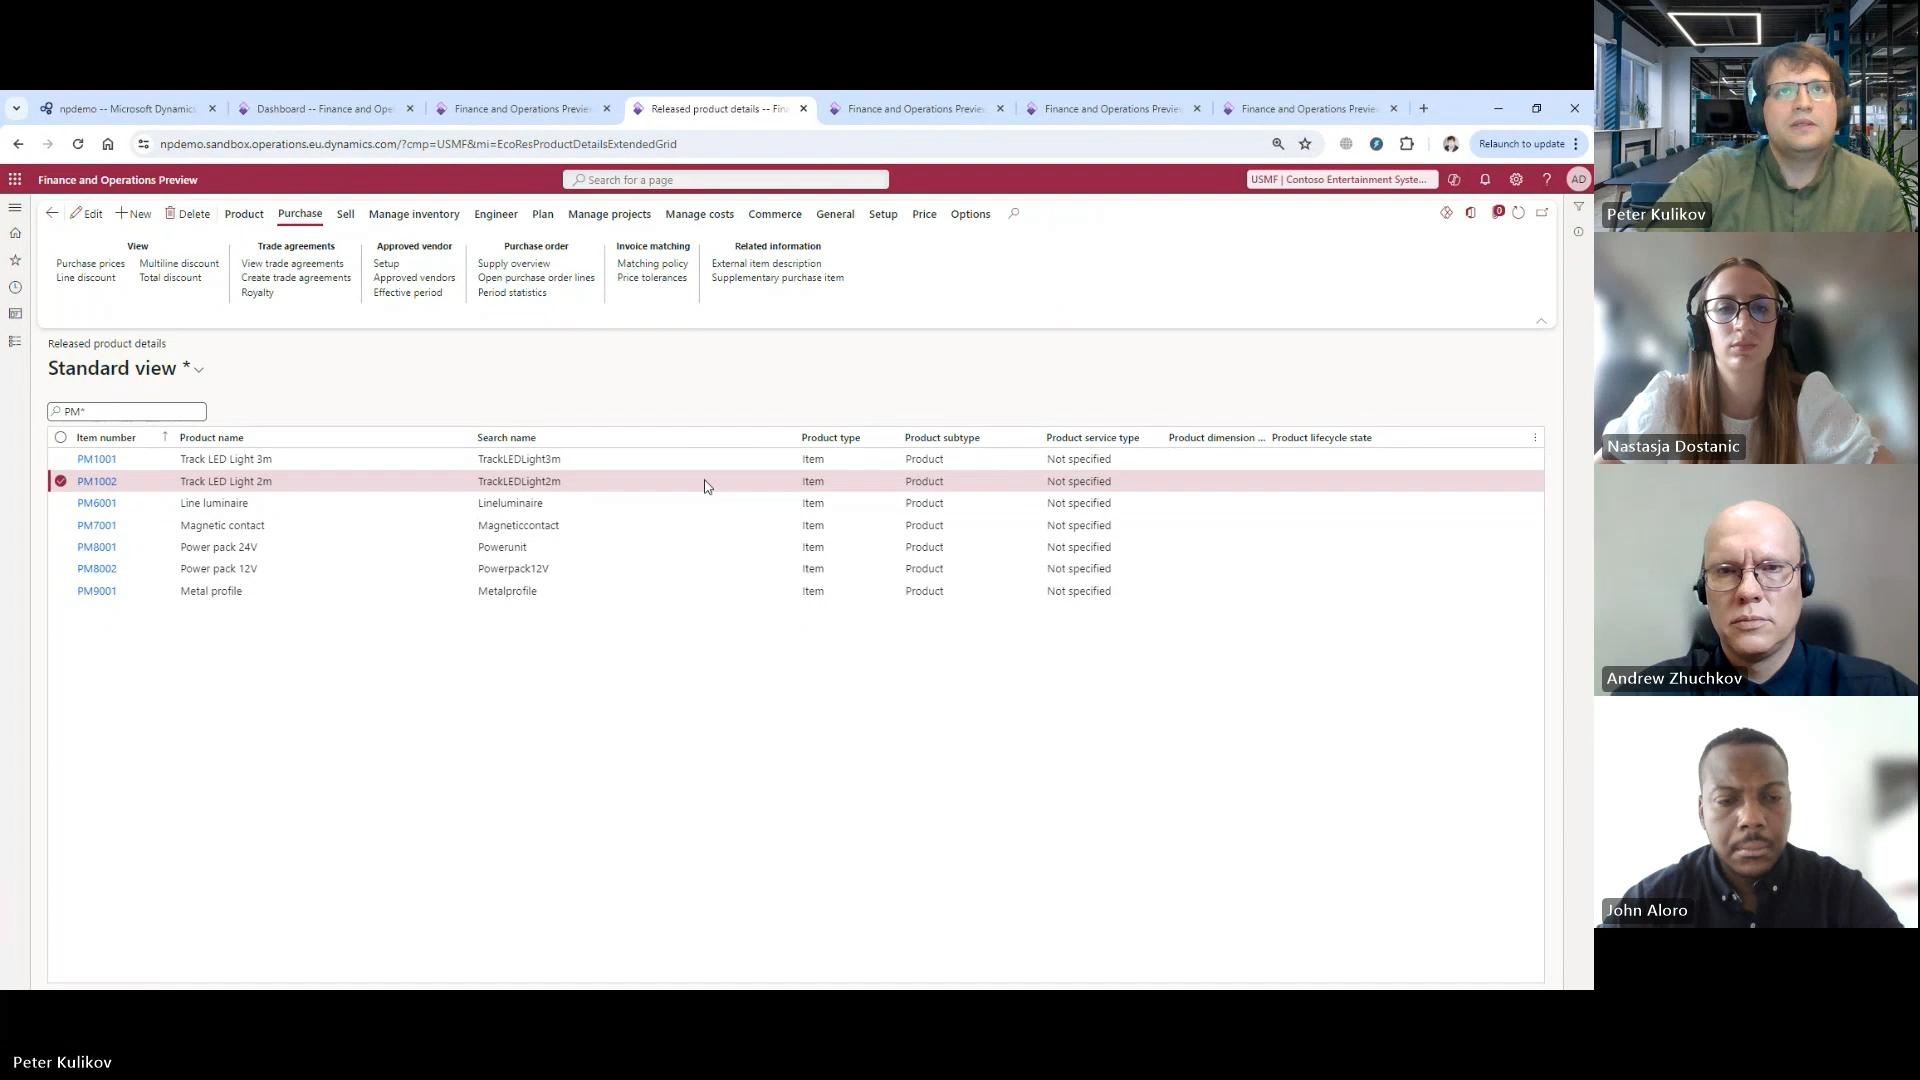 npdemo -- Microsoft Dynamics
Dashboard -- Finance and Ope
Finance and Operations Preview
Released product details -- Fina
Finance and Operations Preview
Finance and Operations Preview
Finance and Operations Preview
npdemo.sandbox.operations.eu.dynamics.com/?cmp=USMF&mi=EcoResProductDetailsExtendedGrid
Relaunch to update
Finance and Operations Preview
Search for a page
USMF | Contoso Entertainment Syste...
? AD
Edit New Delete Product Purchase Sell Manage inventory Engineer Plan Manage projects Manage costs Commerce General Setup Price Options
0
View Trade agreements Approved vendor Purchase order Invoice matching Related information
Purchase prices Multiline discount View trade agreements Setup Supply overview Matching policy External item description
Line discount Total discount Create trade agreements Approved vendors Open purchase order lines Price tolerances Supplementary purchase item
Royalty Effective period Period statistics
Released product details
Standard view *
PM*
Item number ↑ Product name Search name Product type Product subtype Product service type Product dimension ... Product lifecycle state
PM1001 Track LED Light 3m TrackLEDLight3m Item Product Not specified
PM1002 Track LED Light 2m TrackLEDLight2m Item Product Not specified
PM6001 Line luminaire Lineluminaire Item Product Not specified
PM7001 Magnetic contact Magneticcontact Item Product Not specified
PM8001 Power pack 24V Powerunit Item Product Not specified
PM8002 Power pack 12V Powerpack12V Item Product Not specified
PM9001 Metal profile Metalprofile Item Product Not specified
Peter Kulikov
Nastasja Dostanic
Andrew Zhuchkov
John Aloro
Peter Kulikov